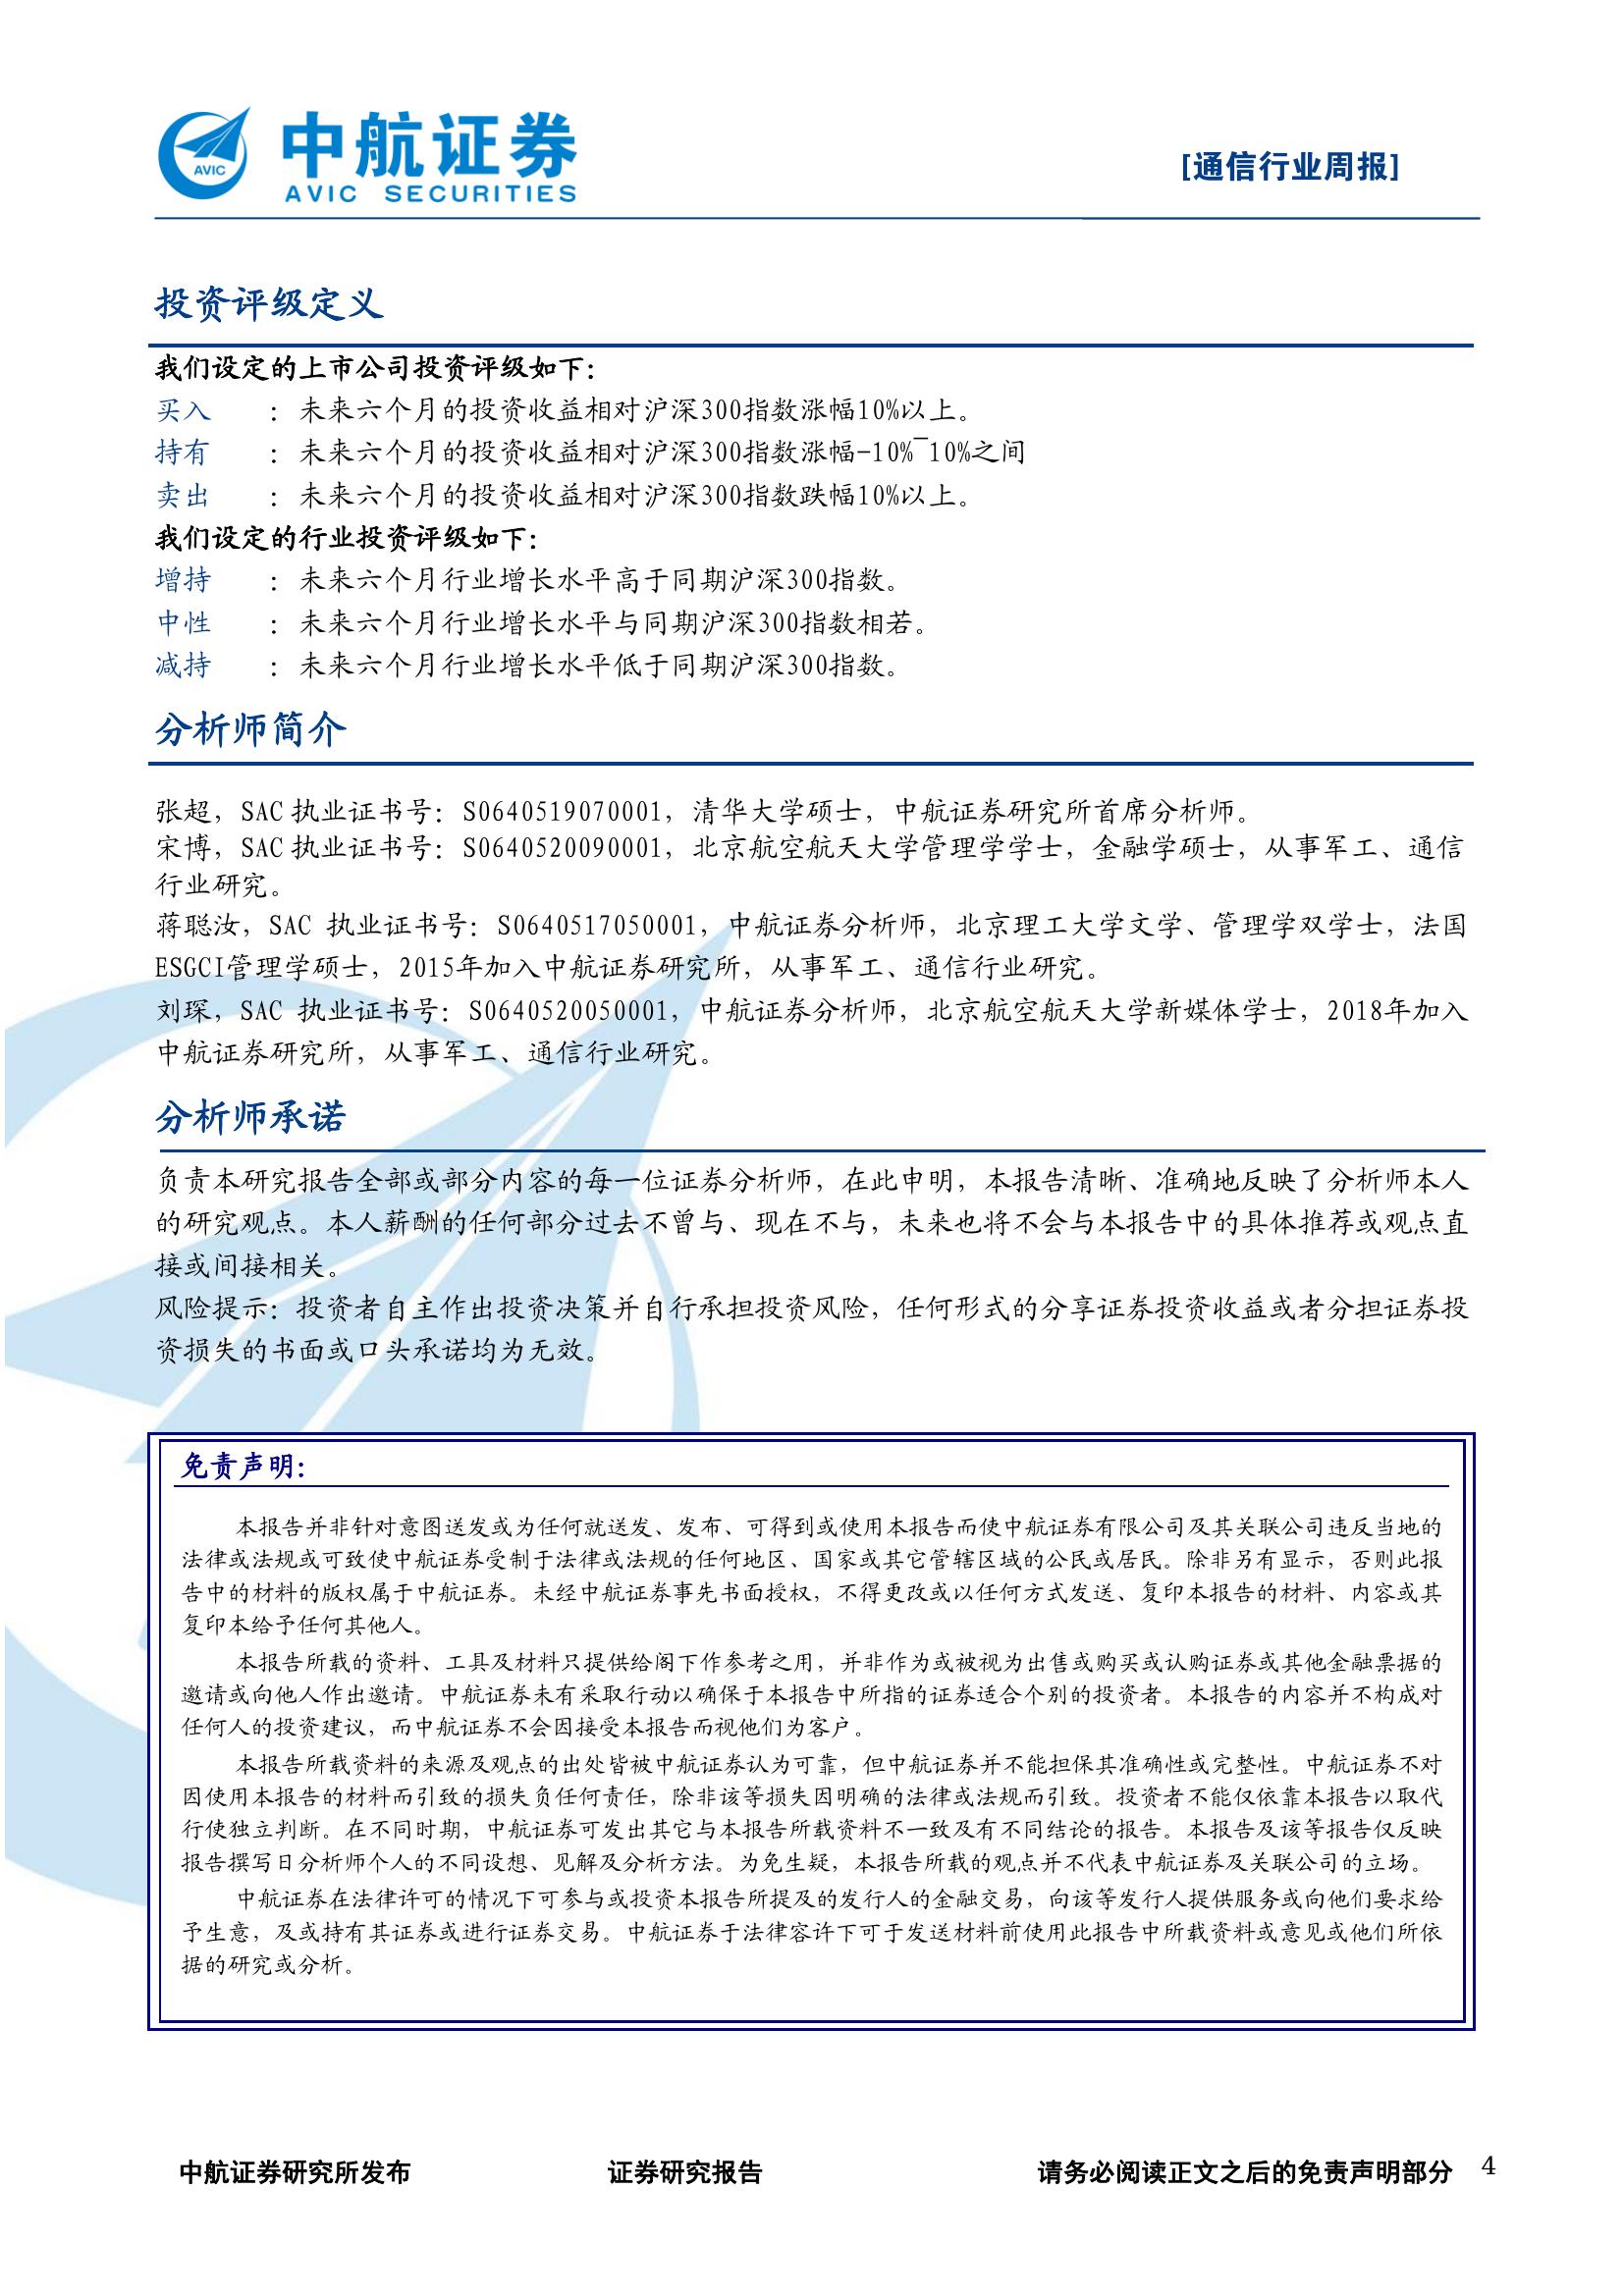 AVIC
中航证券
AVIC SECURITIES
[通信行业周报]
投资评级定义
我们设定的上市公司投资评级如下：
买入 ：未来六个月的投资收益相对沪深300指数涨幅10%以上。
持有 ：未来六个月的投资收益相对沪深300指数涨幅-10%~10%之间
卖出 ：未来六个月的投资收益相对沪深300指数跌幅10%以上。
我们设定的行业投资评级如下：
增持 ：未来六个月行业增长水平高于同期沪深300指数。
中性 ：未来六个月行业增长水平与同期沪深300指数相若。
减持 ：未来六个月行业增长水平低于同期沪深300指数。
分析师简介
张超，SAC 执业证书号：S0640519070001，清华大学硕士，中航证券研究所首席分析师。
宋博，SAC 执业证书号：S0640520090001，北京航空航天大学管理学学士，金融学硕士，从事军工、通信
行业研究。
蒋聪汝，SAC 执业证书号：S0640517050001，中航证券分析师，北京理工大学文学、管理学双学士，法国
ESGCI管理学硕士，2015年加入中航证券研究所，从事军工、通信行业研究。
刘琛，SAC 执业证书号：S0640520050001，中航证券分析师，北京航空航天大学新媒体学士，2018年加入
中航证券研究所，从事军工、通信行业研究。
分析师承诺
负责本研究报告全部或部分内容的每一位证券分析师，在此申明，本报告清晰、准确地反映了分析师本人
的研究观点。本人薪酬的任何部分过去不曾与、现在不与，未来也将不会与本报告中的具体推荐或观点直
接或间接相关。
风险提示：投资者自主作出投资决策并自行承担投资风险，任何形式的分享证券投资收益或者分担证券投
资损失的书面或口头承诺均为无效。
免责声明：
本报告并非针对意图送发或为任何就送发、发布、可得到或使用本报告而使中航证券有限公司及其关联公司违反当地的
法律或法规或可致使中航证券受制于法律或法规的任何地区、国家或其它管辖区域的公民或居民。除非另有显示，否则此报
告中的材料的版权属于中航证券。未经中航证券事先书面授权，不得更改或以任何方式发送、复印本报告的材料、内容或其
复印本给予任何其他人。
本报告所载的资料、工具及材料只提供给阁下作参考之用，并非作为或被视为出售或购买或认购证券或其他金融票据的
邀请或向他人作出邀请。中航证券未有采取行动以确保于本报告中所指的证券适合个别的投资者。本报告的内容并不构成对
任何人的投资建议，而中航证券不会因接受本报告而视他们为客户。
本报告所载资料的来源及观点的出处皆被中航证券认为可靠，但中航证券并不能担保其准确性或完整性。中航证券不对
因使用本报告的材料而引致的损失负任何责任，除非该等损失因明确的法律或法规而引致。投资者不能仅依靠本报告以取代
行使独立判断。在不同时期，中航证券可发出其它与本报告所载资料不一致及有不同结论的报告。本报告及该等报告仅反映
报告撰写日分析师个人的不同设想、见解及分析方法。为免生疑，本报告所载的观点并不代表中航证券及关联公司的立场。
中航证券在法律许可的情况下可参与或投资本报告所提及的发行人的金融交易，向该等发行人提供服务或向他们要求给
予生意，及或持有其证券或进行证券交易。中航证券于法律容许下可于发送材料前使用此报告中所载资料或意见或他们所依
据的研究或分析。
中航证券研究所发布 证券研究报告 请务必阅读正文之后的免责声明部分 4